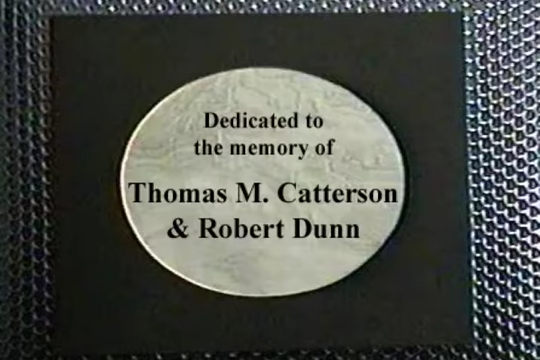 Dedicated to
the memory of
Thomas M. Catterson
& Robert Dunn